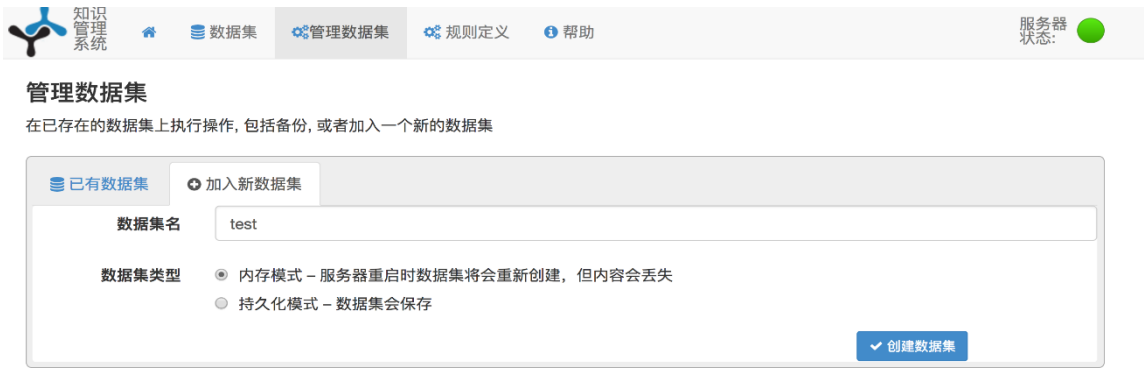 知识
管理
系统
数据集
管理数据集
规则定义
帮助
服务器
状态:
管理数据集
在已存在的数据集上执行操作, 包括备份, 或者加入一个新的数据集
已有数据集
加入新数据集
数据集名
test
数据集类型
内存模式 – 服务器重启时数据集将会重新创建，但内容会丢失
持久化模式 – 数据集会保存
创建数据集